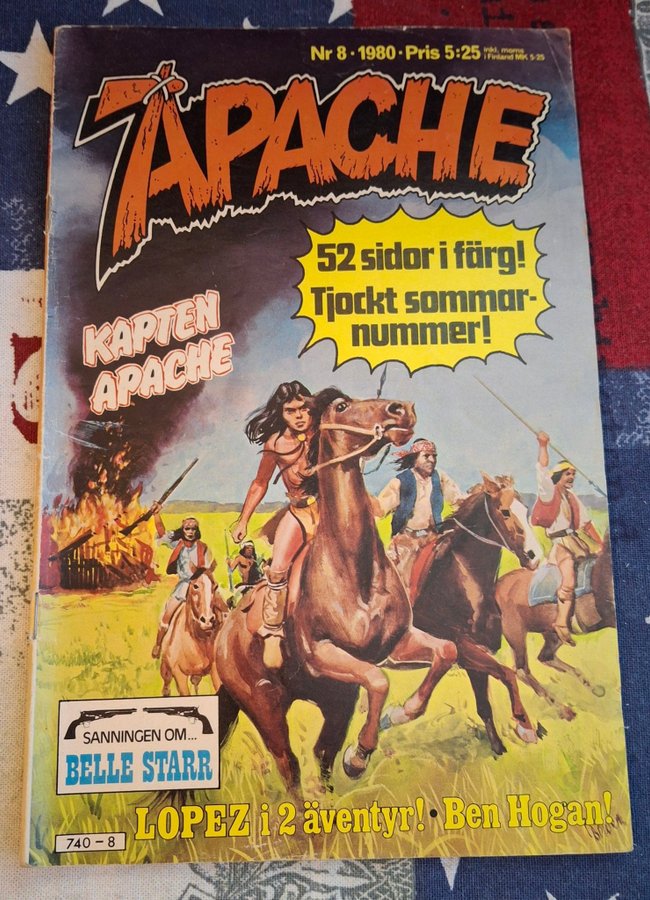 Nr 8 • 1980 • Pris 5:25 inkl. moms
i Finland MK 5:25
APACHE
52 sidor i färg!
Tjockt sommar-
nummer!
KAPTEN
APACHE
SANNINGEN OM...
BELLE STARR
LOPEZ i 2 äventyr! • Ben Hogan!
740-8